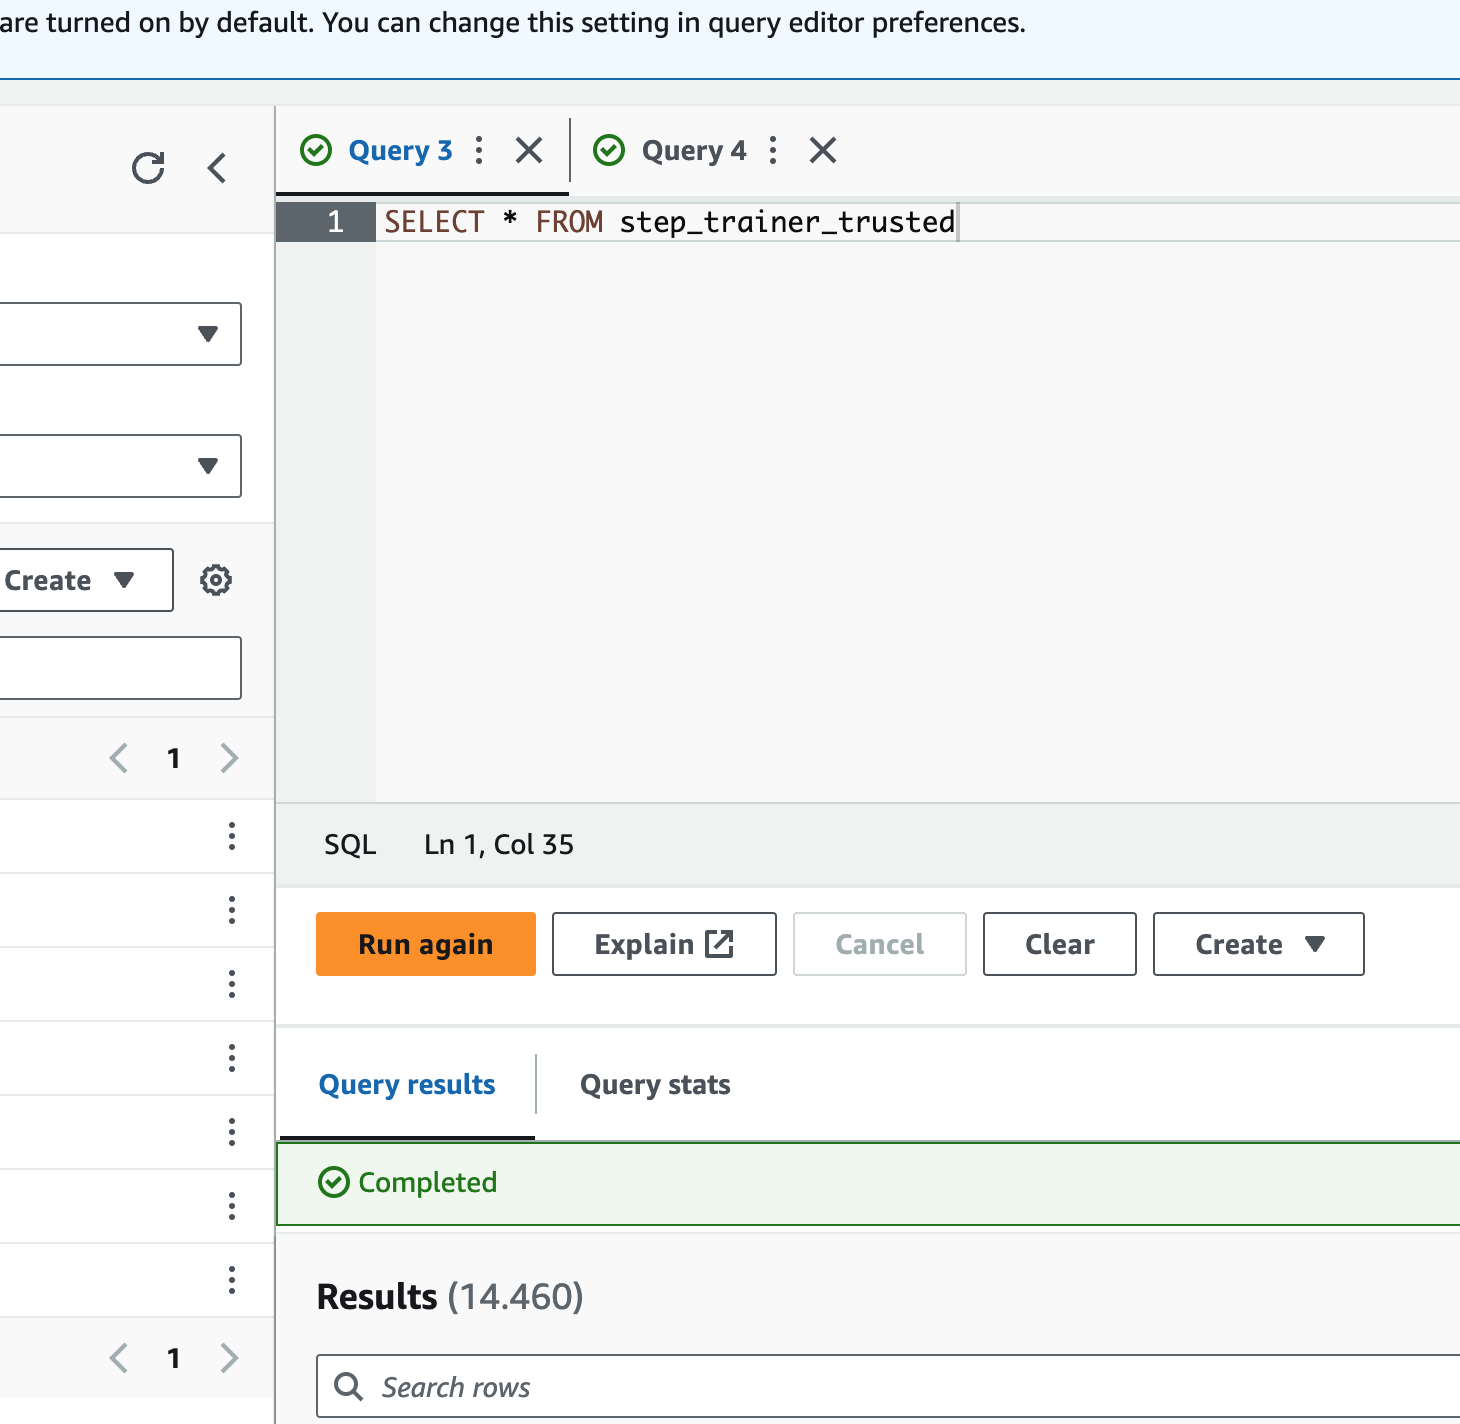 are turned on by default. You can change this setting in query editor preferences.
Query 3
Query 4
1 SELECT * FROM step_trainer_trusted
Create
1
SQL Ln 1, Col 35
Run again Explain Cancel Clear Create
Query results Query stats
Completed
Results (14.460)
1
Search rows